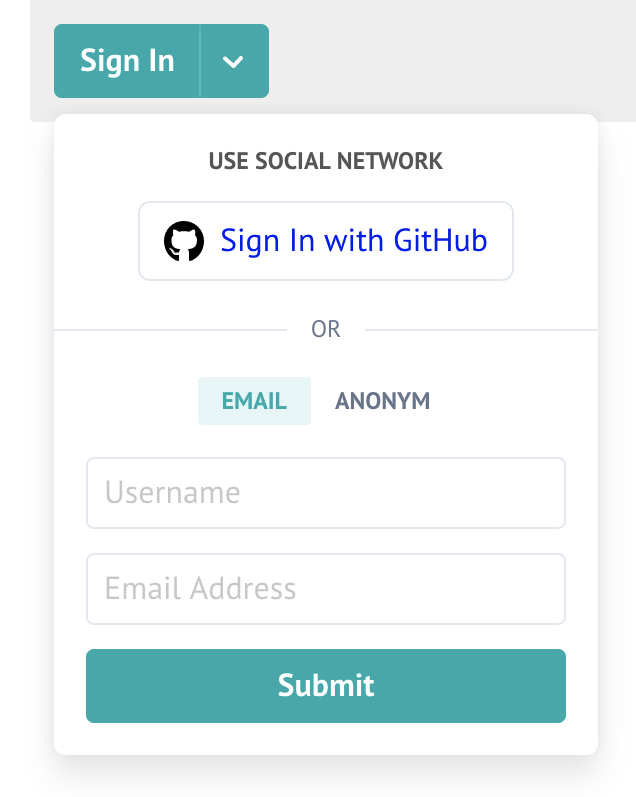 Sign In
USE SOCIAL NETWORK
Sign In with GitHub
OR
EMAIL ANONYM
Username
Email Address
Submit